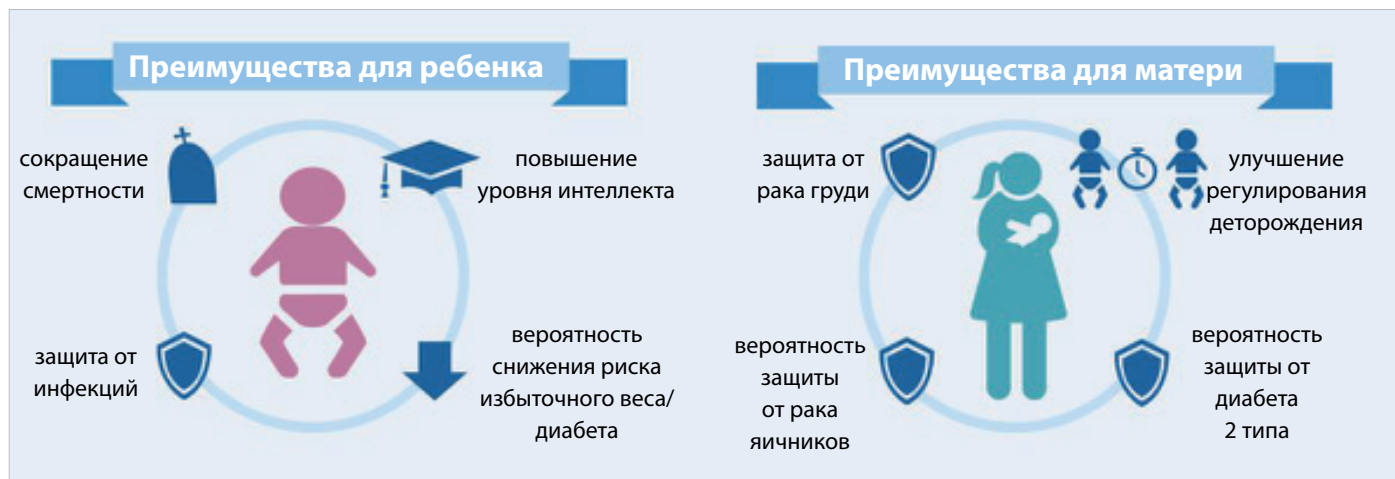 Преимущества для ребенка
сокращение
смертности
повышение
уровня интеллекта
защита от
инфекций
вероятность
снижения риска
избыточного веса/
диабета
Преимущества для матери
защита от
рака груди
улучшение
регулирования
деторождения
вероятность
защиты
от рака
яичников
вероятность
защиты от
диабета
2 типа